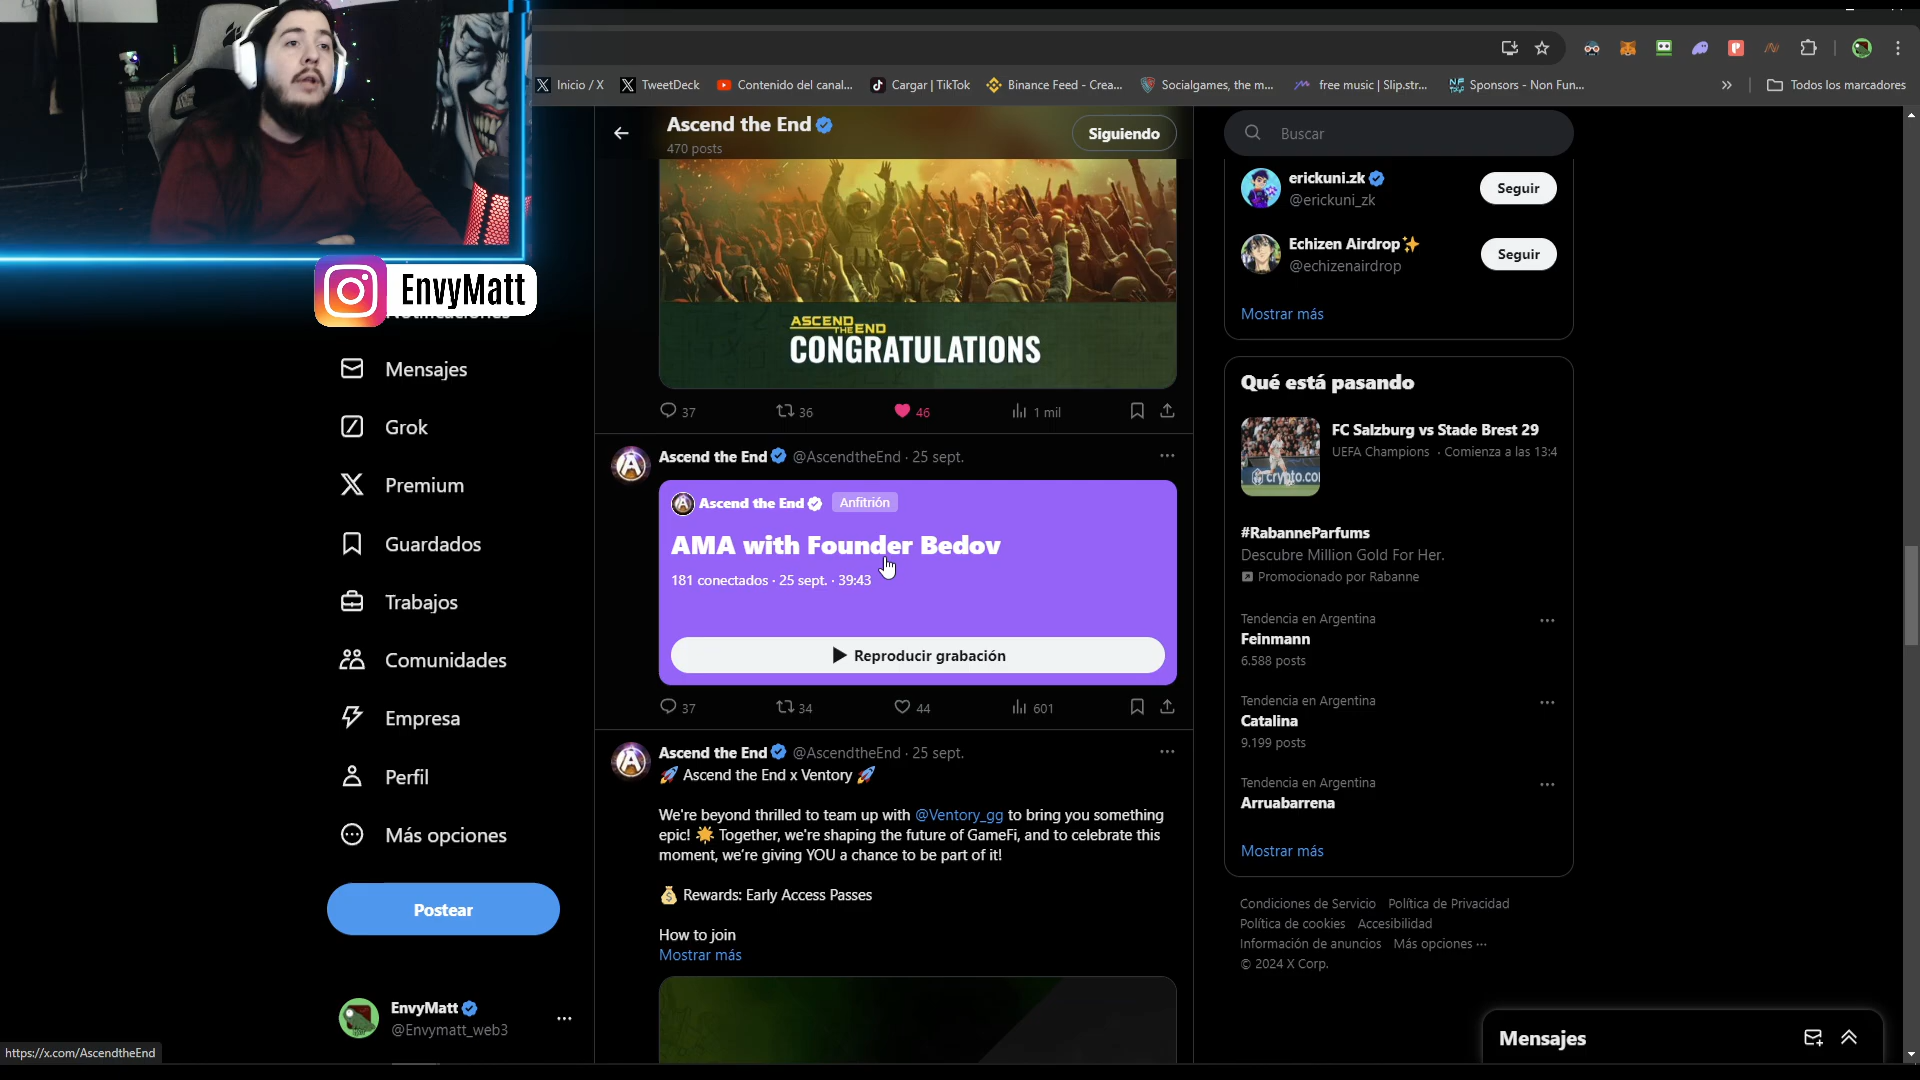 Inicio / X
TweetDeck
Contenido del canal...
Cargar | TikTok
Binance Feed - Crea...
Socialgames, the m...
free music | Slip.str...
Sponsors - Non Fun...
»
Todos los marcadores
EnvyMatt
Mensajes
Grok
Premium
Guardados
Trabajos
Comunidades
Empresa
Perfil
Más opciones
Postear
EnvyMatt
@Envymatt_web3
https://x.com/AscendtheEnd
Ascend the End
470 posts
Siguiendo
ASCEND
THE END
CONGRATULATIONS
37 36 46 1 mil
Ascend the End @AscendtheEnd · 25 sept.
Ascend the End Anfitrión
AMA with Founder Bedov
181 conectados · 25 sept. · 39:43
Reproducir grabación
37 34 44 601
Ascend the End @AscendtheEnd · 25 sept.
🚀 Ascend the End x Ventory 🚀
We're beyond thrilled to team up with @Ventory_gg to bring you something
epic! 🌟 Together, we're shaping the future of GameFi, and to celebrate this
moment, we're giving YOU a chance to be part of it!
💰 Rewards: Early Access Passes
How to join
Mostrar más
Buscar
erickuni.zk
@erickuni_zk
Seguir
Echizen Airdrop✨
@echizenairdrop
Seguir
Mostrar más
Qué está pasando
FC Salzburg vs Stade Brest 29
UEFA Champions · Comienza a las 13:4
crypto.co
#RabanneParfums
Descubre Million Gold For Her.
Promocionado por Rabanne
Tendencia en Argentina
Feinmann
6.588 posts
Tendencia en Argentina
Catalina
9.199 posts
Tendencia en Argentina
Arruabarrena
Mostrar más
Condiciones de Servicio Política de Privacidad
Política de cookies Accesibilidad
Información de anuncios Más opciones ···
© 2024 X Corp.
Mensajes